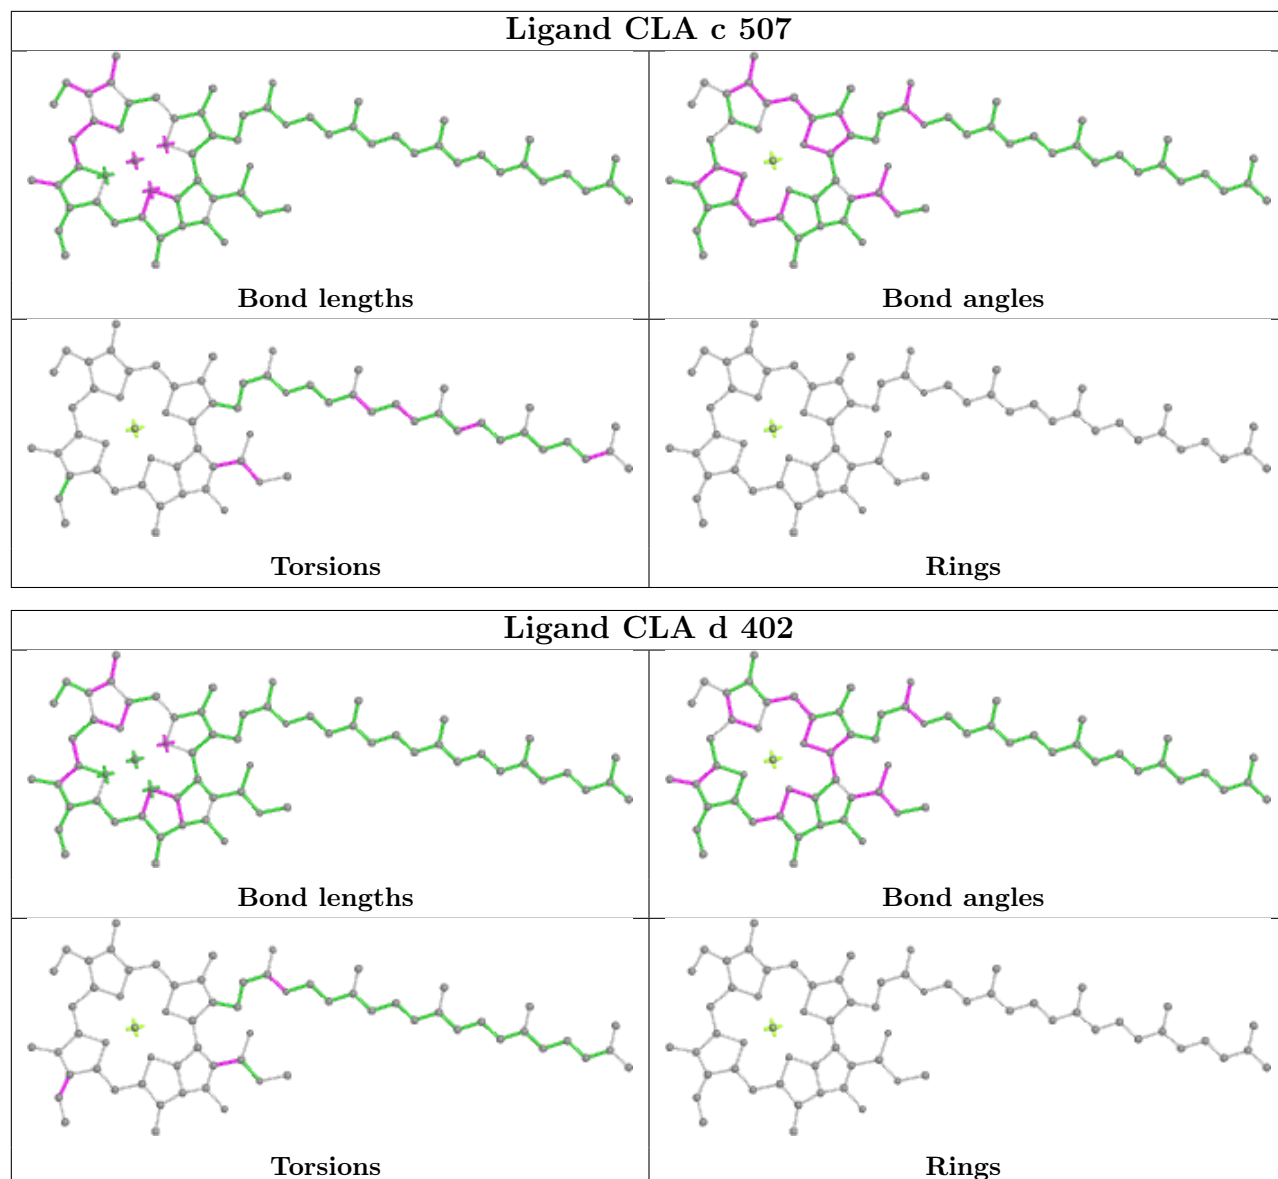 Ligand CLA c 507
Bond lengths
Bond angles
Torsions
Rings
Ligand CLA d 402
Bond lengths
Bond angles
Torsions
Rings